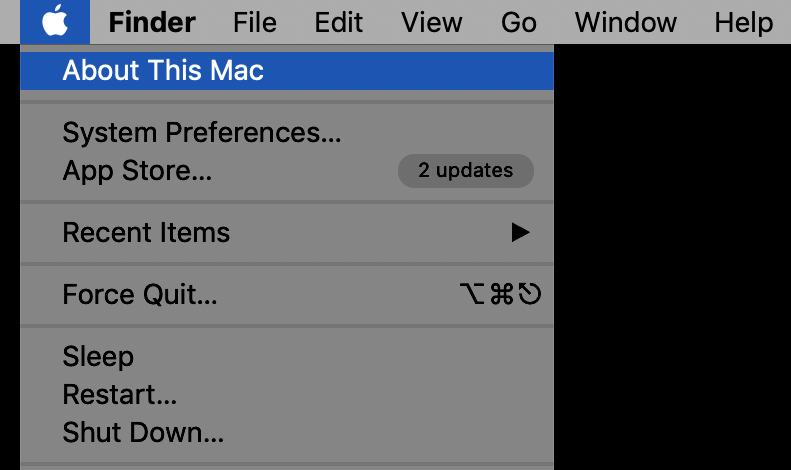 Finder File Edit View Go Window Help
About This Mac
System Preferences...
App Store... 2 updates
Recent Items ▶
Force Quit... ⌥⌘⎋
Sleep
Restart...
Shut Down...